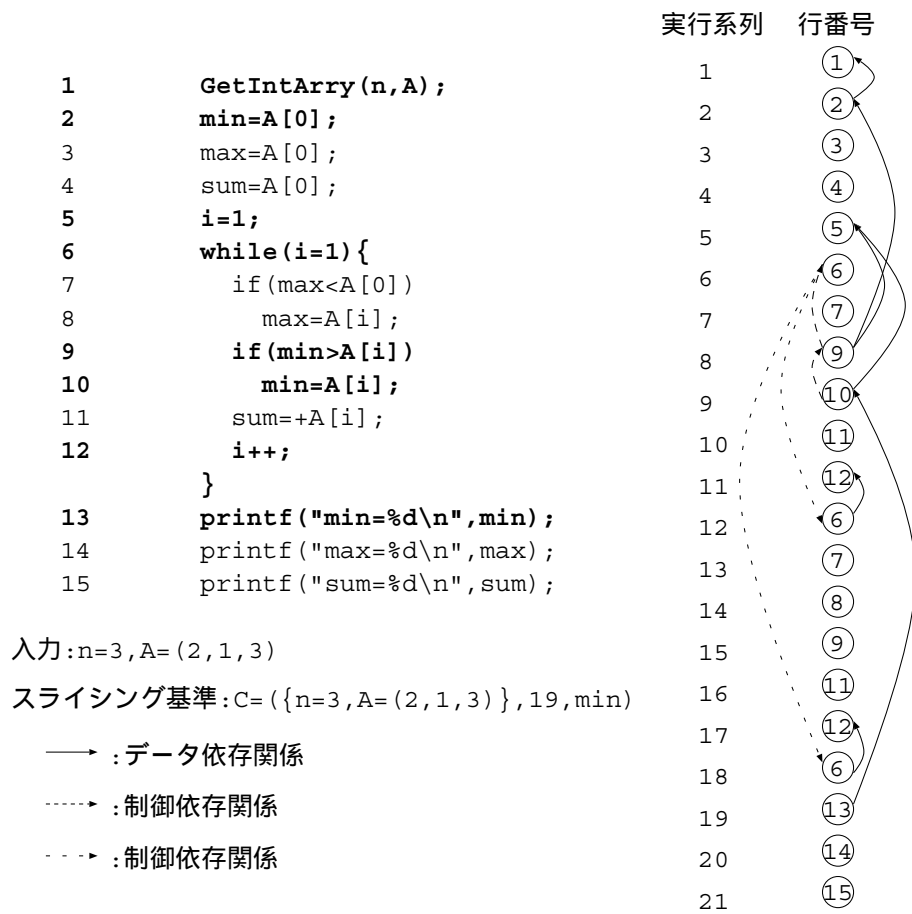 実行系列 行番号
1 GetIntArry(n,A);
2 min=A[0];
3 max=A[0];
4 sum=A[0];
5 i=1;
6 while(i=1){
7 if(max<A[0])
8 max=A[i];
9 if(min>A[i])
10 min=A[i];
11 sum=+A[i];
12 i++;
}
13 printf("min=%d\n",min);
14 printf("max=%d\n",max);
15 printf("sum=%d\n",sum);
入力:n=3,A=(2,1,3)
スライシング基準:C=({n=3,A=(2,1,3)},19,min)
:データ依存関係
:制御依存関係
:制御依存関係
1 1
2 2
3 3
4 4
5 5
6 6
7 7
8 9
9 10
10 11
11 12
12 6
13 7
14 8
15 9
16 11
17 12
18 6
19 13
20 14
21 15